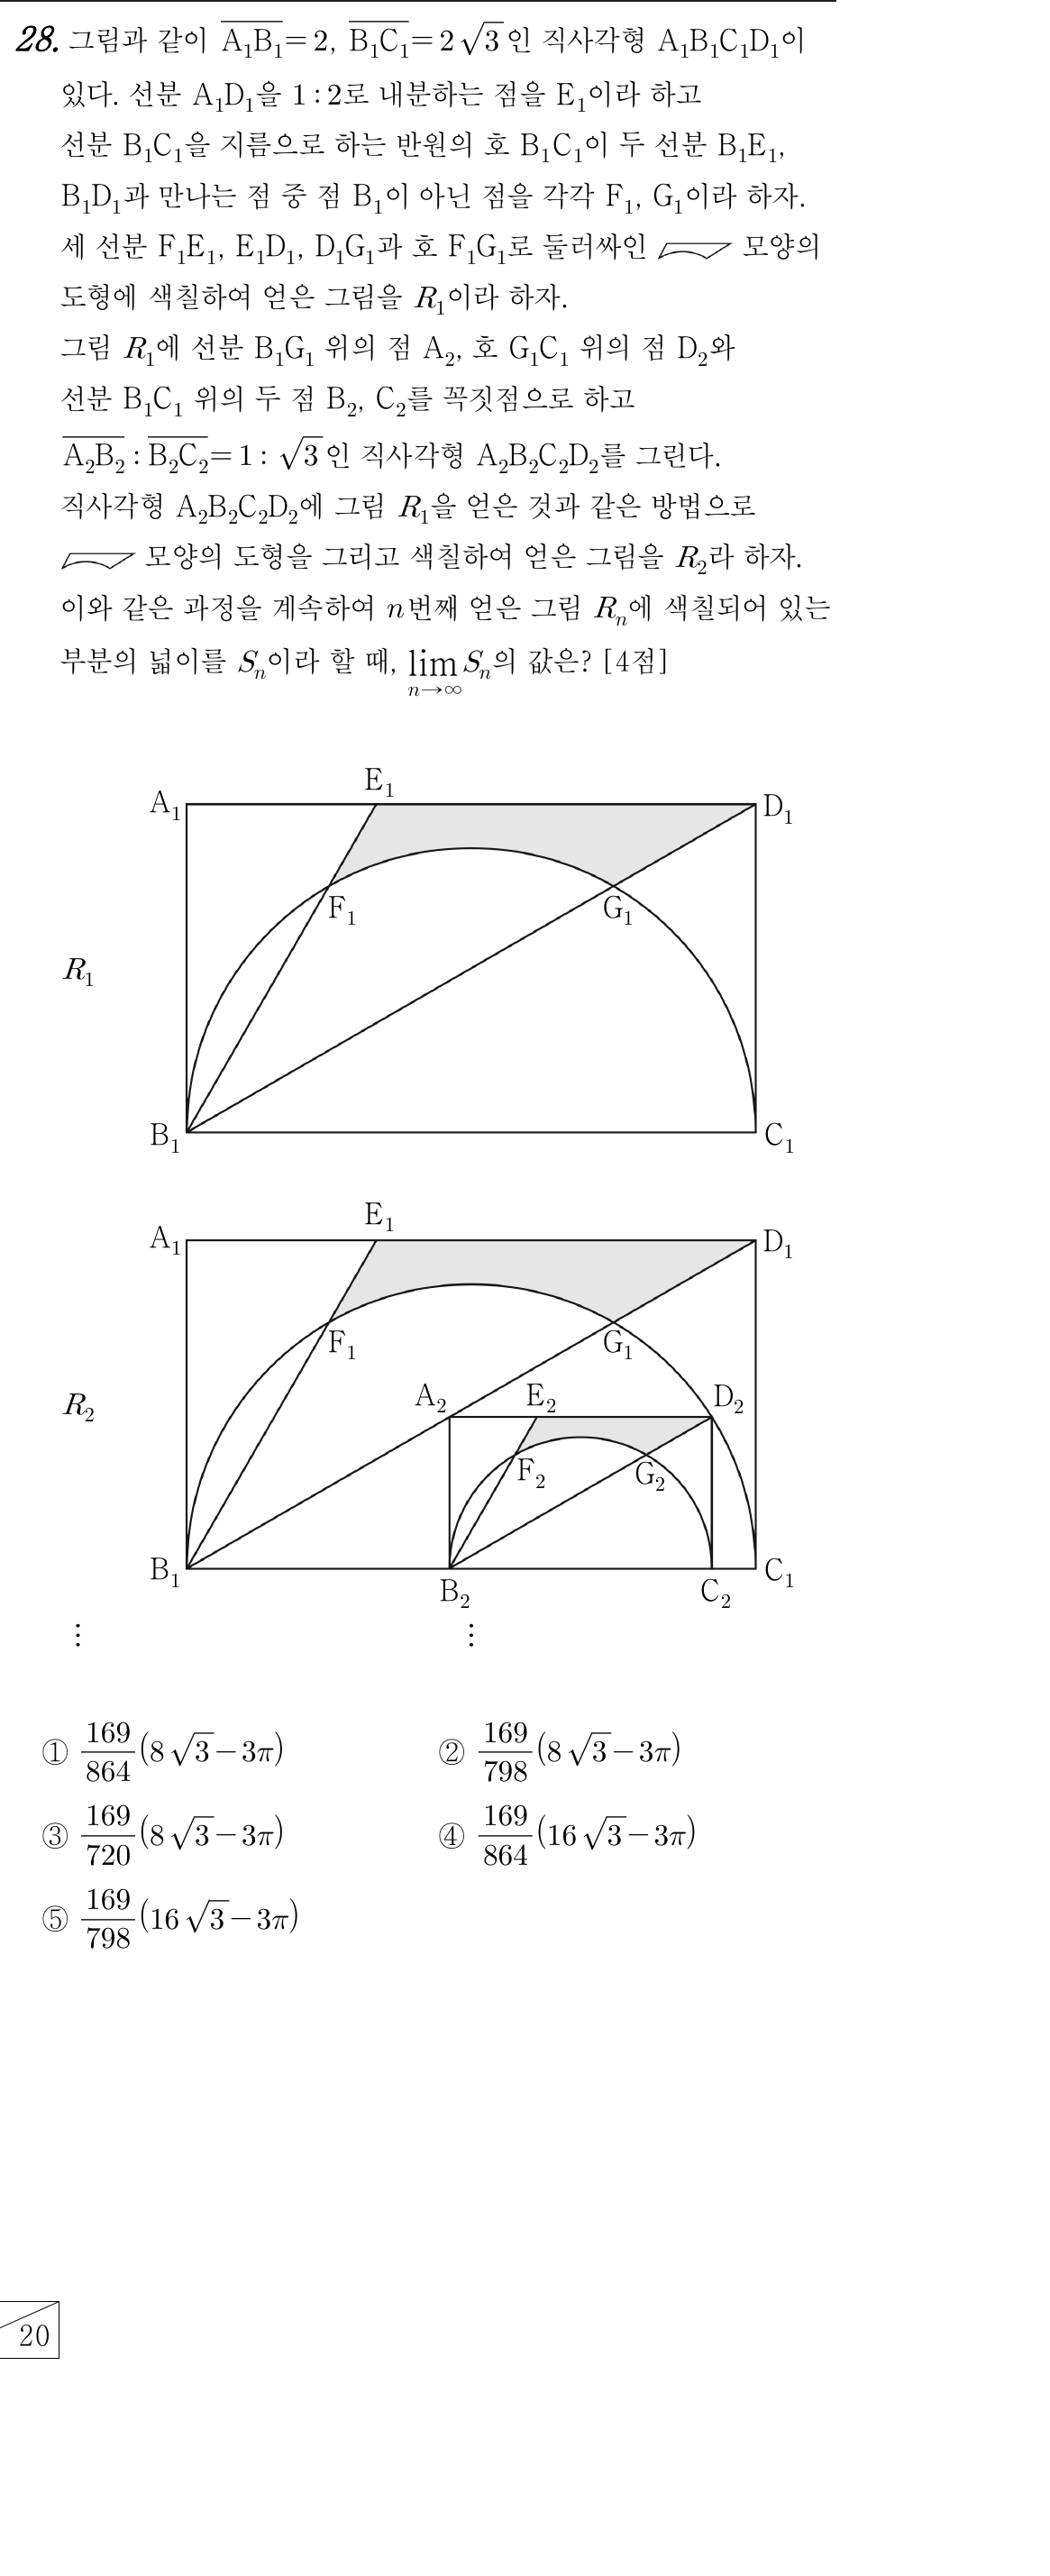 28. 그림과 같이 A₁B₁=2, B₁C₁=2√3 인 직사각형 A₁B₁C₁D₁이
있다. 선분 A₁D₁을 1:2로 내분하는 점을 E₁이라 하고
선분 B₁C₁을 지름으로 하는 반원의 호 B₁C₁이 두 선분 B₁E₁,
B₁D₁과 만나는 점 중 점 B₁이 아닌 점을 각각 F₁, G₁이라 하자.
세 선분 F₁E₁, E₁D₁, D₁G₁과 호 F₁G₁로 둘러싸인 모양의
도형에 색칠하여 얻은 그림을 R₁이라 하자.
그림 R₁에 선분 B₁G₁ 위의 점 A₂, 호 G₁C₁ 위의 점 D₂와
선분 B₁C₁ 위의 두 점 B₂, C₂를 꼭짓점으로 하고
A₂B₂ : B₂C₂=1 : √3 인 직사각형 A₂B₂C₂D₂를 그린다.
직사각형 A₂B₂C₂D₂에 그림 R₁을 얻은 것과 같은 방법으로
모양의 도형을 그리고 색칠하여 얻은 그림을 R₂라 하자.
이와 같은 과정을 계속하여 n번째 얻은 그림 Rₙ에 색칠되어 있는
부분의 넓이를 Sₙ이라 할 때, lim n→∞ Sₙ의 값은? [4점]
E₁
A₁ D₁
F₁ G₁
R₁
B₁ C₁
E₁
A₁ D₁
F₁ G₁
A₂ E₂ D₂
R₂
F₂ G₂
B₁ C₁
B₂ C₂
⋮ ⋮
① 169/864 (8√3−3π) ② 169/798 (8√3−3π)
③ 169/720 (8√3−3π) ④ 169/864 (16√3−3π)
⑤ 169/798 (16√3−3π)
20